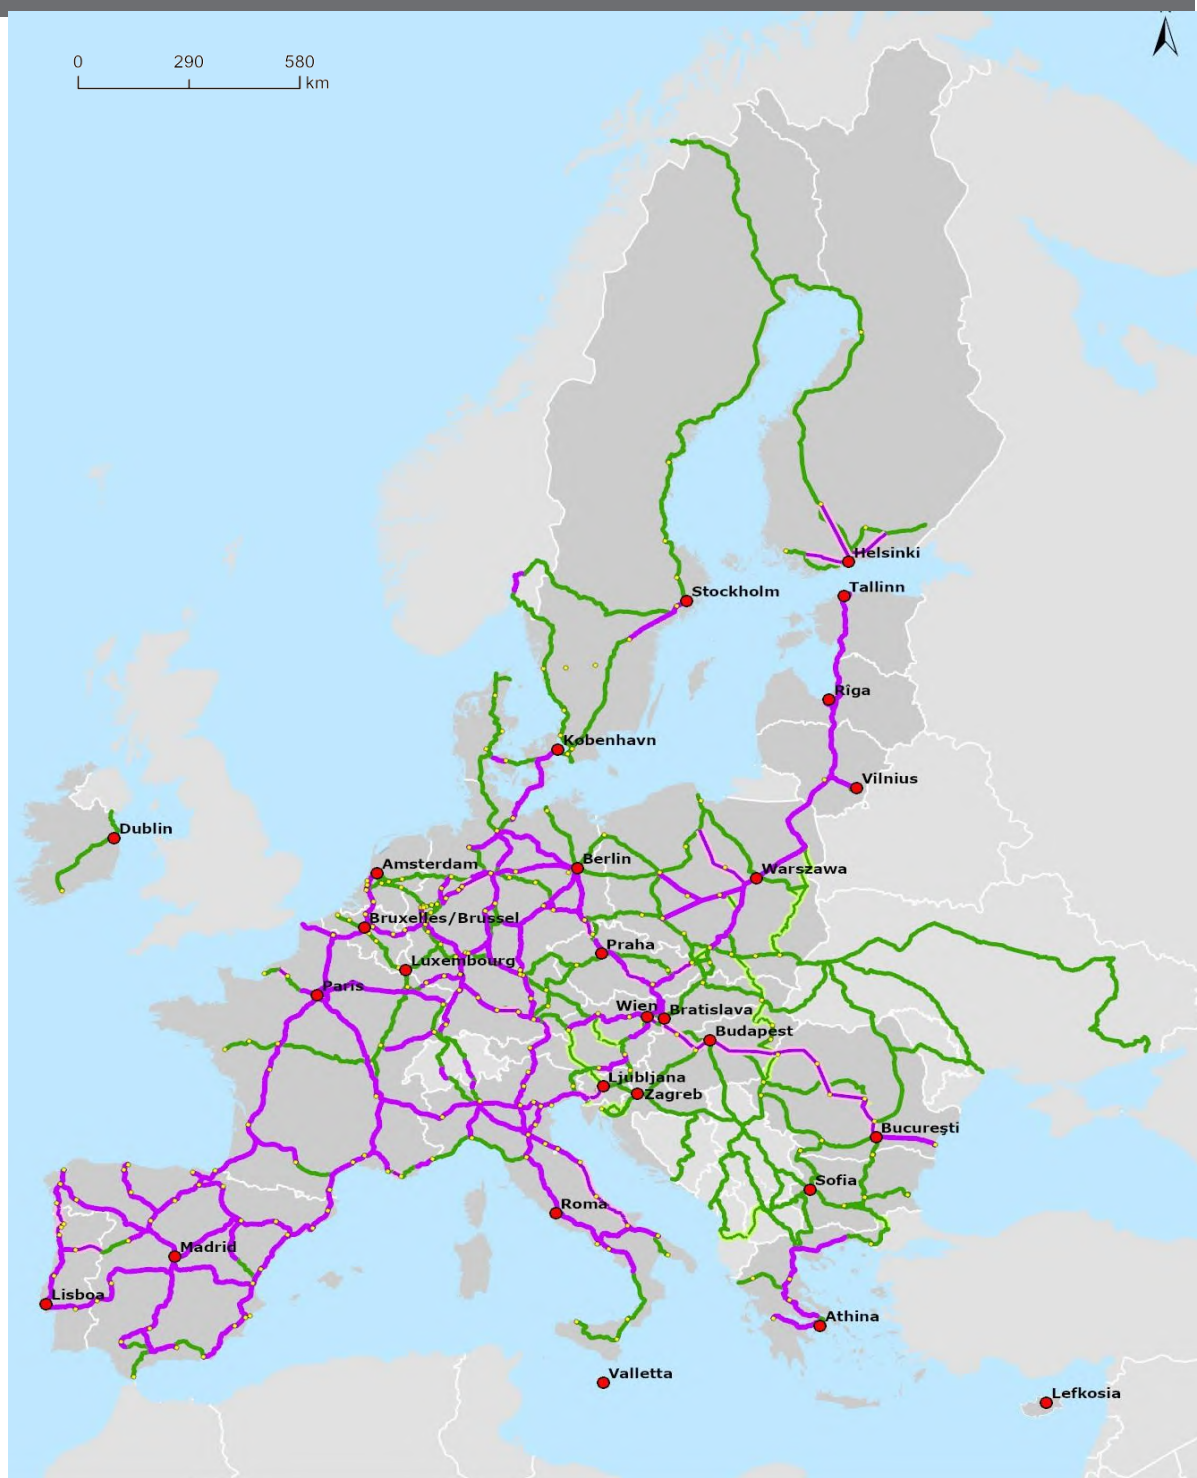 0 290 580
km
Helsinki
Tallinn
Stockholm
Rîga
København
Vilnius
Dublin
Amsterdam
Berlin
Warszawa
Bruxelles/Brussel
Praha
Luxembourg
Paris
Wien
Bratislava
Budapest
Ljubljana
Zagreb
București
Sofia
Roma
Madrid
Lisboa
Athina
Valletta
Lefkosia